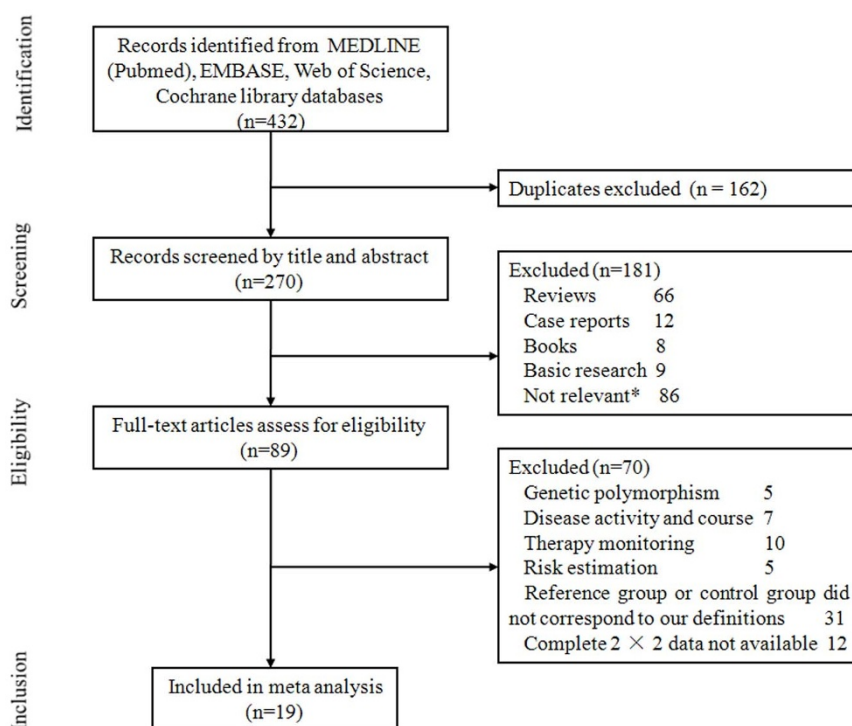 Identification
Records identified from MEDLINE
(Pubmed), EMBASE, Web of Science,
Cochrane library databases
(n=432)
Duplicates excluded (n = 162)
Screening
Records screened by title and abstract
(n=270)
Excluded (n=181)
Reviews 66
Case reports 12
Books 8
Basic research 9
Not relevant* 86
Eligibility
Full-text articles assess for eligibility
(n=89)
Excluded (n=70)
Genetic polymorphism 5
Disease activity and course 7
Therapy monitoring 10
Risk estimation 5
Reference group or control group did
not correspond to our definitions 31
Complete 2 × 2 data not available 12
Inclusion
Included in meta analysis
(n=19)